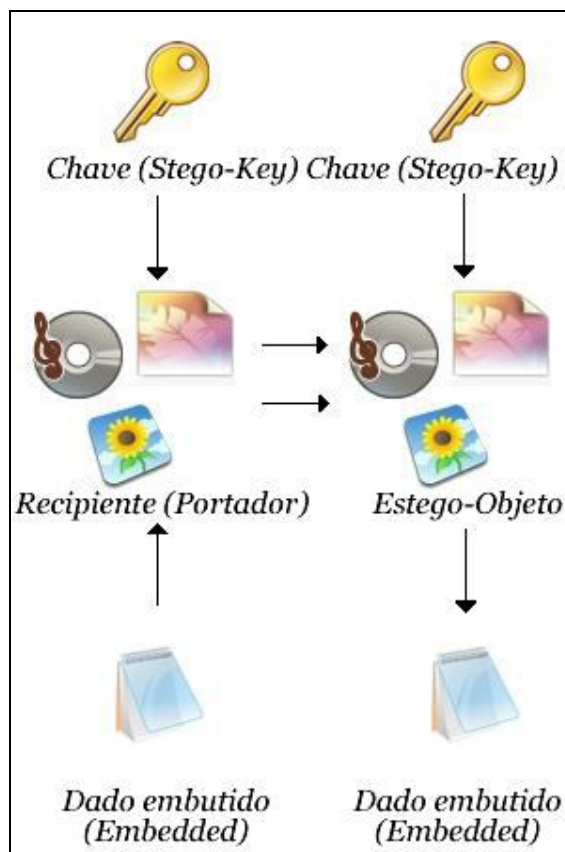 Chave (Stego-Key) Chave (Stego-Key)
Recipiente (Portador)
Estego-Objeto
Dado embutido
(Embedded)
Dado embutido
(Embedded)